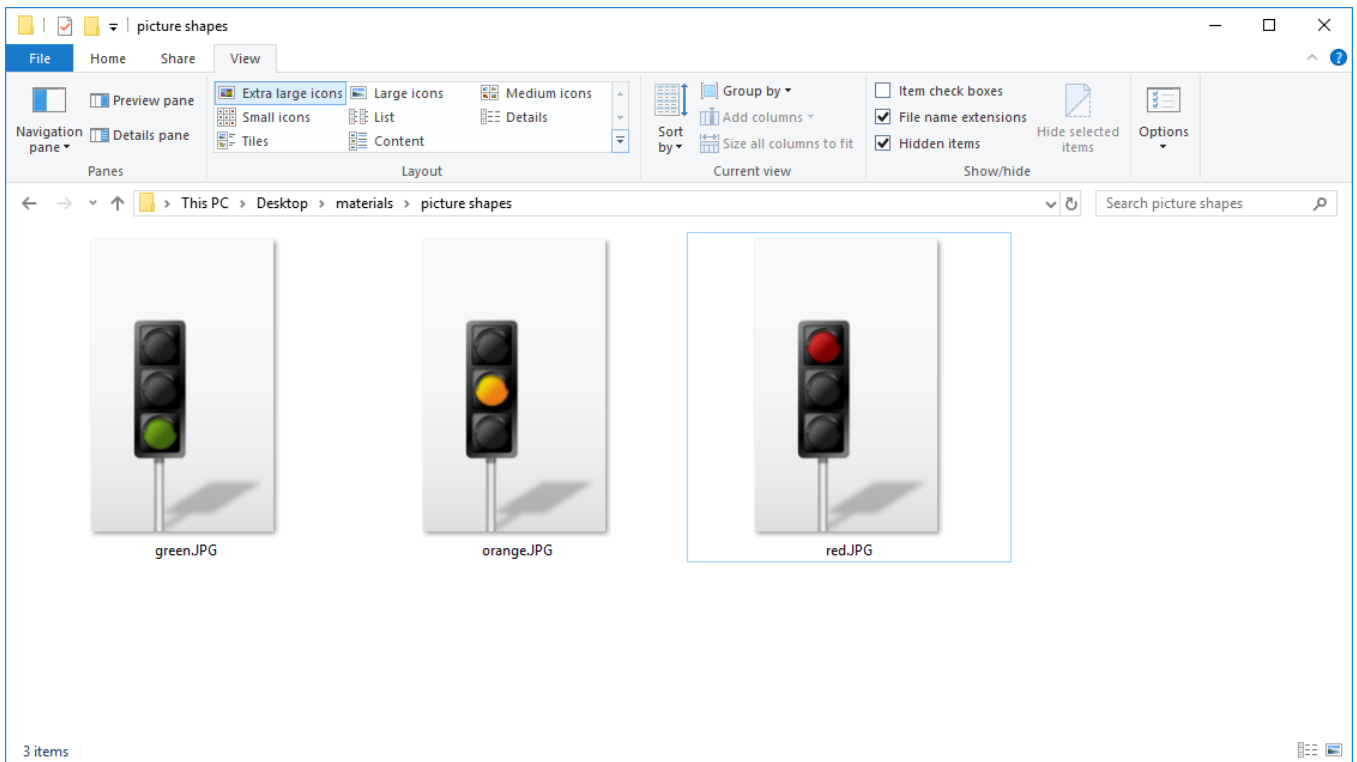 picture shapes
File Home Share View
Navigation pane
Preview pane
Details pane
Panes
Extra large icons Large icons Medium icons
Small icons List Details
Tiles Content
Layout
Sort by
Group by
Add columns
Size all columns to fit
Current view
Item check boxes
File name extensions
Hidden items
Hide selected items
Show/hide
Options
This PC > Desktop > materials > picture shapes
Search picture shapes
green.JPG orange.JPG red.JPG
3 items